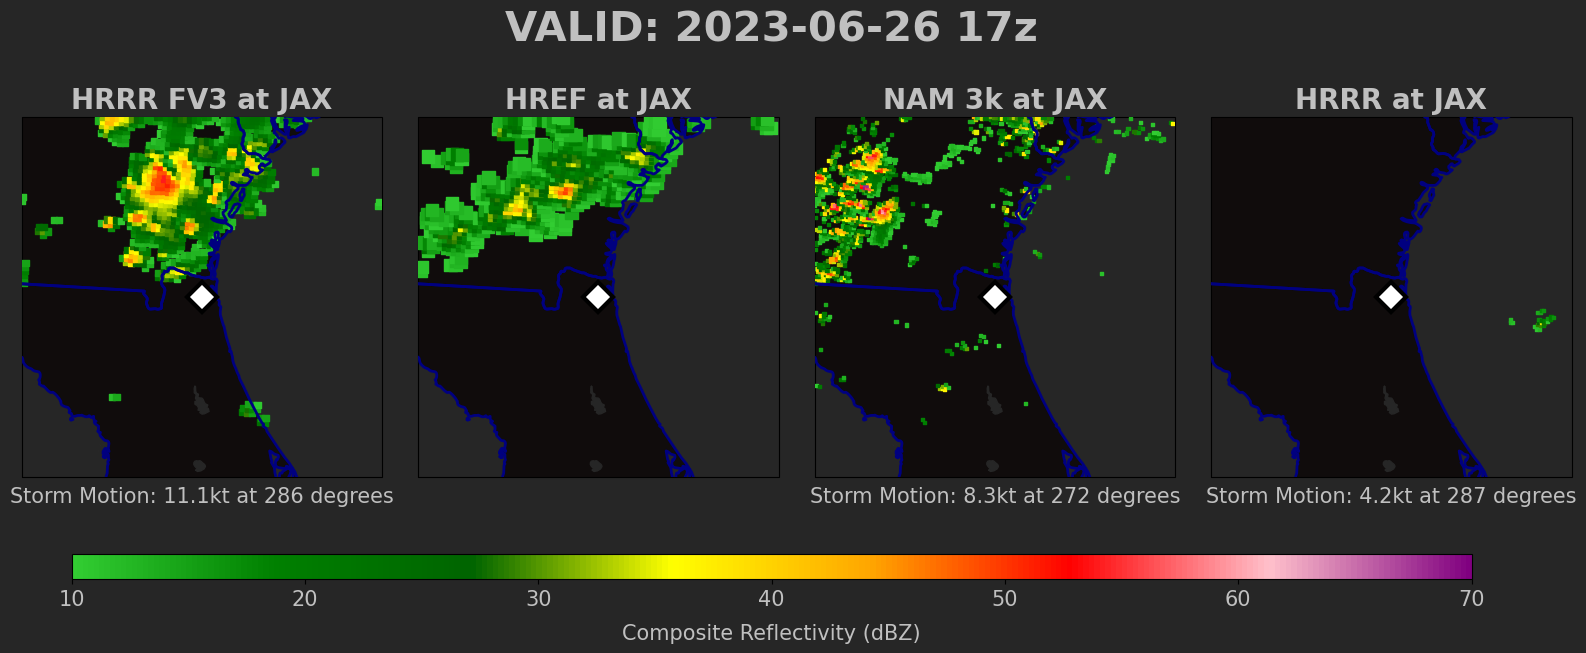 VALID: 2023-06-26 17z
HRRR FV3 at JAX
HREF at JAX
NAM 3k at JAX
HRRR at JAX
Storm Motion: 11.1kt at 286 degrees
Storm Motion: 8.3kt at 272 degrees
Storm Motion: 4.2kt at 287 degrees
10 20 30 40 50 60 70
Composite Reflectivity (dBZ)